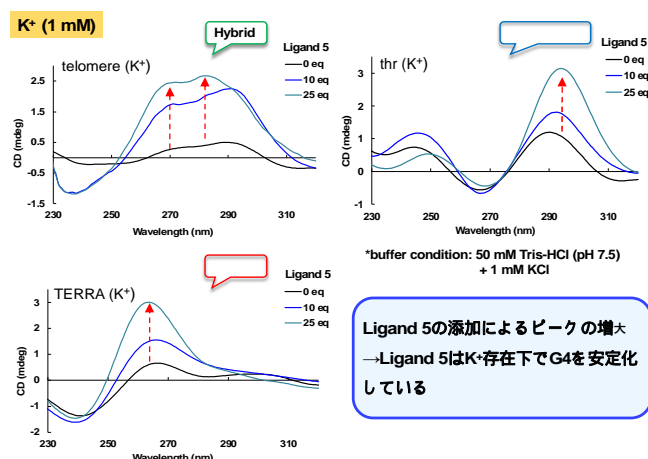 K⁺ (1 mM)
telomere (K⁺)
Hybrid
Ligand 5
0 eq
10 eq
25 eq
CD (mdeg)
2.5
1.5
0.5
-0.5
-1.5
230
250
270
290
310
Wavelength (nm)
thr (K⁺)
Ligand 5
0 eq
10 eq
25 eq
CD (mdeg)
3
2
1
0
-1
230
250
270
290
310
Wavelength (nm)
*buffer condition: 50 mM Tris-HCl (pH 7.5)
+ 1 mM KCl
TERRA (K⁺)
Ligand 5
0 eq
10 eq
25 eq
CD (mdeg)
3
2
1
0
-1
-2
230
250
270
290
310
Wavelength (nm)
Ligand 5の添加によるピークの増大
→Ligand 5はK⁺存在下でG4を安定化
している